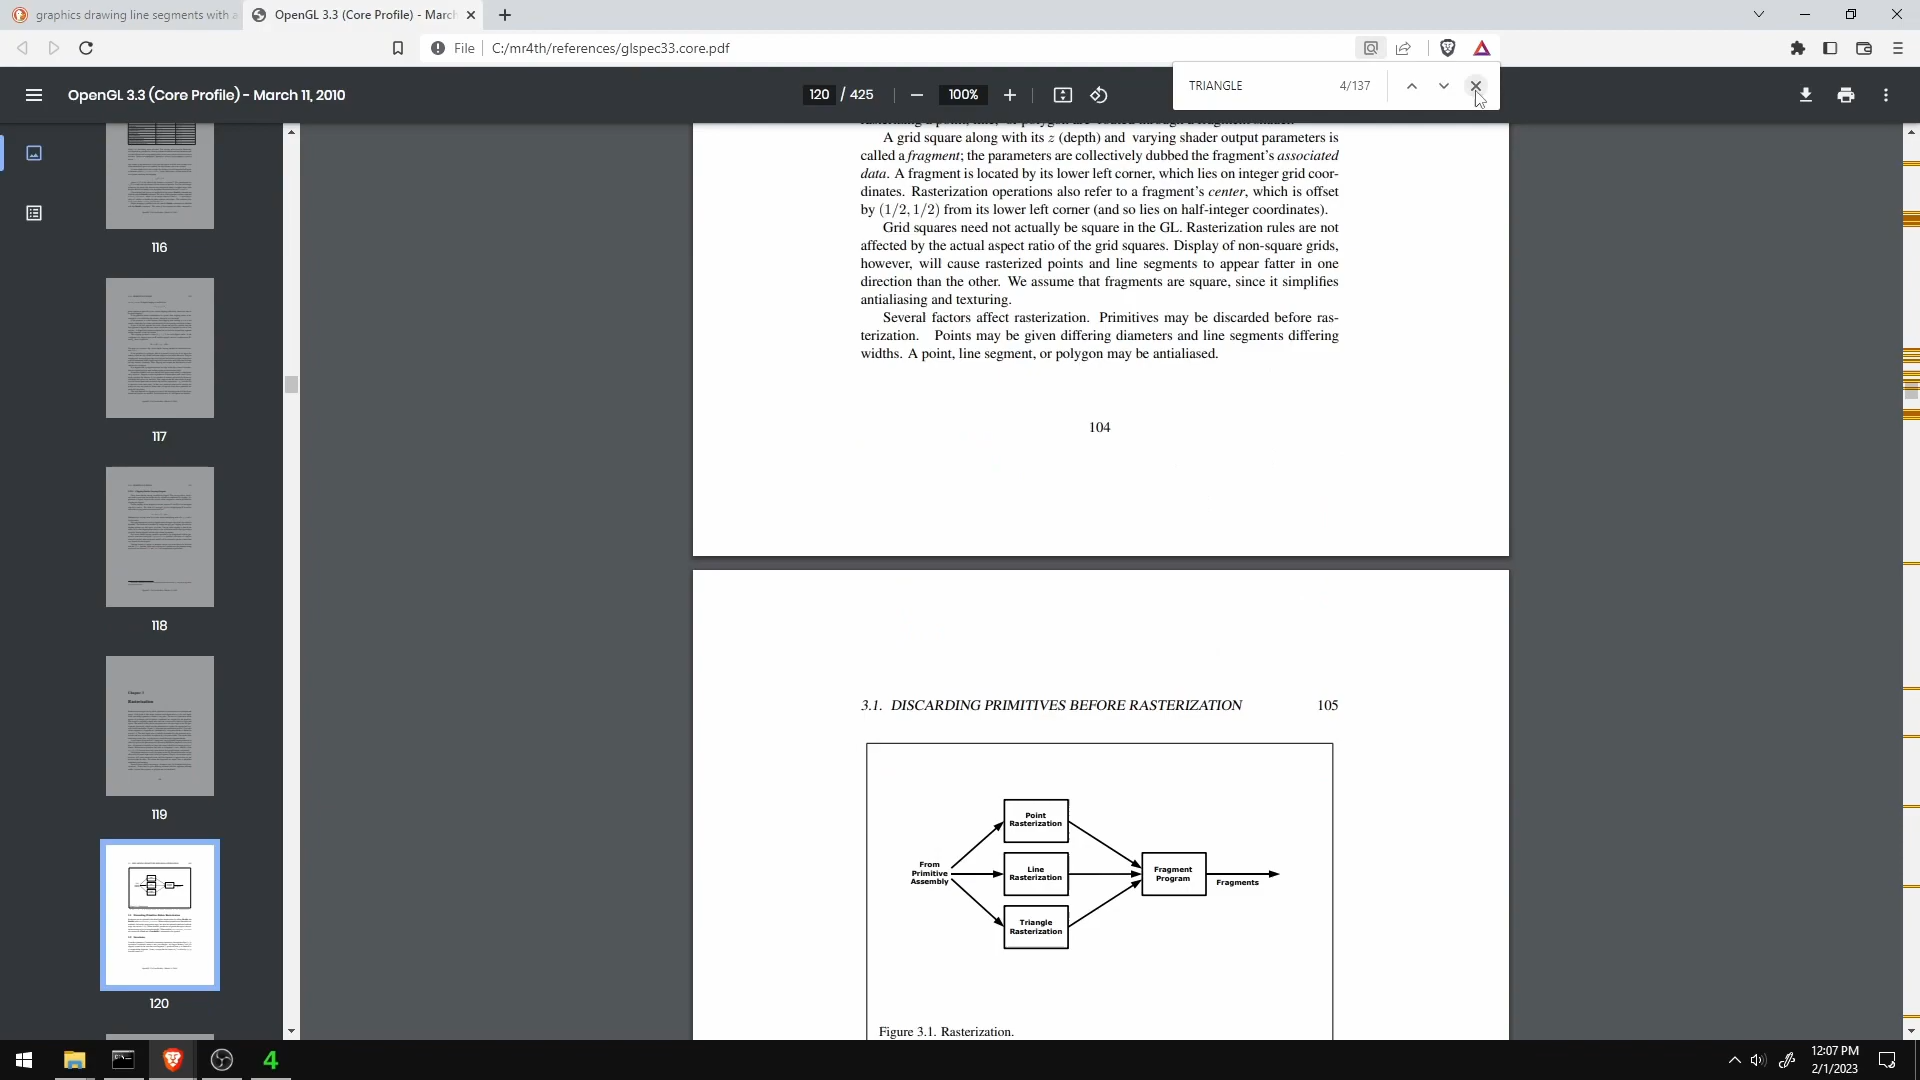 graphics drawing line segments with a
OpenGL 3.3 (Core Profile) - March
File
C:/mr4th/references/glspec33.core.pdf
TRIANGLE
4/137
OpenGL 3.3 (Core Profile) - March 11, 2010
120 / 425
100%
116
117
118
119
120
A grid square along with its z (depth) and varying shader output parameters is
called a fragment; the parameters are collectively dubbed the fragment's associated
data. A fragment is located by its lower left corner, which lies on integer grid coor-
dinates. Rasterization operations also refer to a fragment's center, which is offset
by (1/2, 1/2) from its lower left corner (and so lies on half-integer coordinates).
Grid squares need not actually be square in the GL. Rasterization rules are not
affected by the actual aspect ratio of the grid squares. Display of non-square grids,
however, will cause rasterized points and line segments to appear fatter in one
direction than the other. We assume that fragments are square, since it simplifies
antialiasing and texturing.
Several factors affect rasterization. Primitives may be discarded before ras-
terization. Points may be given differing diameters and line segments differing
widths. A point, line segment, or polygon may be antialiased.
104
3.1. DISCARDING PRIMITIVES BEFORE RASTERIZATION 105
Point
Rasterization
From
Primitive
Assembly
Line
Rasterization
Triangle
Rasterization
Fragment
Program
Fragments
Figure 3.1. Rasterization.
4
12:07 PM
2/1/2023